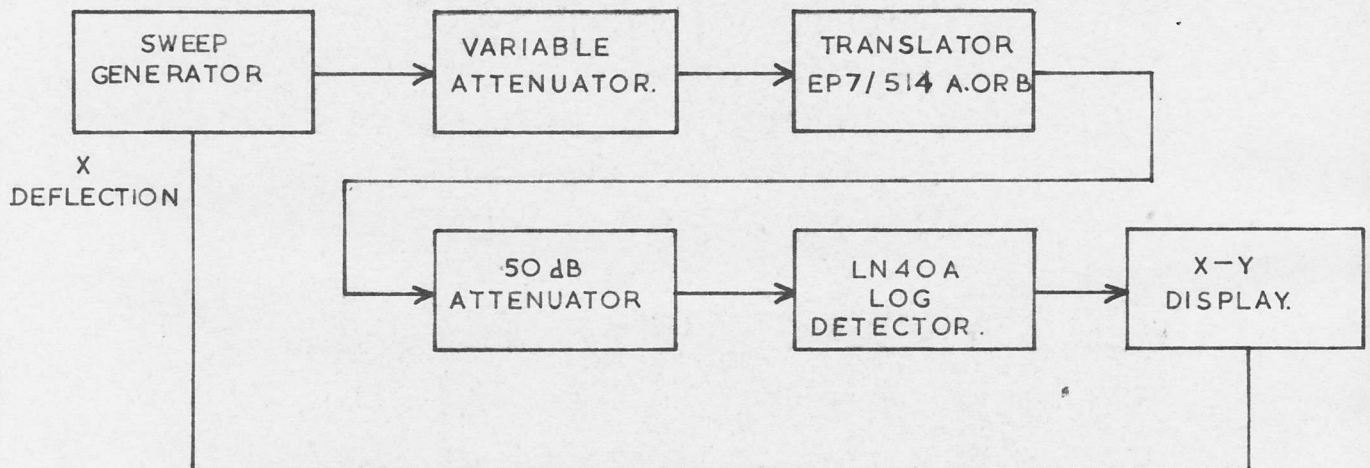 SWEEP
GENERATOR
VARIABLE
ATTENUATOR.
TRANSLATOR
EP7/514 A.OR B
X
DEFLECTION
50 dB
ATTENUATOR
LN40A
LOG
DETECTOR.
X-Y
DISPLAY.